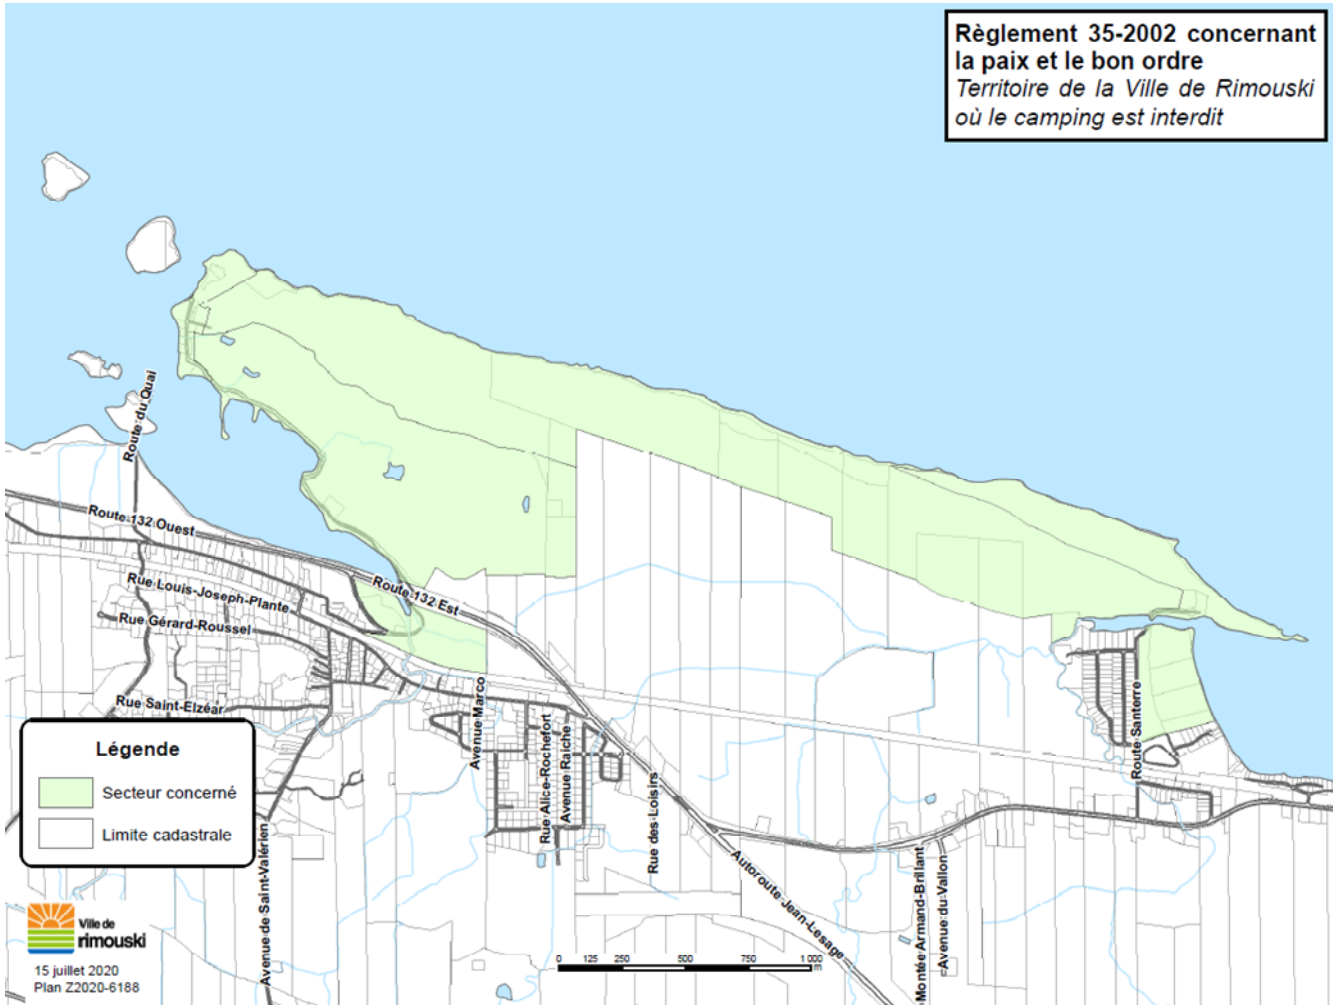 Règlement 35-2002 concernant
la paix et le bon ordre
Territoire de la Ville de Rimouski
où le camping est interdit
Route du Quai
Route 132 Ouest
Rue Louis-Joseph-Plante
Route 132 Est
Rue Gérard-Roussel
Rue Saint-Elzéar
Avenue Marco
Rue Alice-Rochefort
Avenue Raiche
Rue des Loisirs
Route Santerre
Avenue de Saint-Valérien
Autoroute Jean-Lesage
Montée Armand-Brillant
Avenue du Vallon
Légende
Secteur concerné
Limite cadastrale
Ville de
rimouski
15 juillet 2020
Plan Z2020-6188
0 125 250 500 750 1 000
m